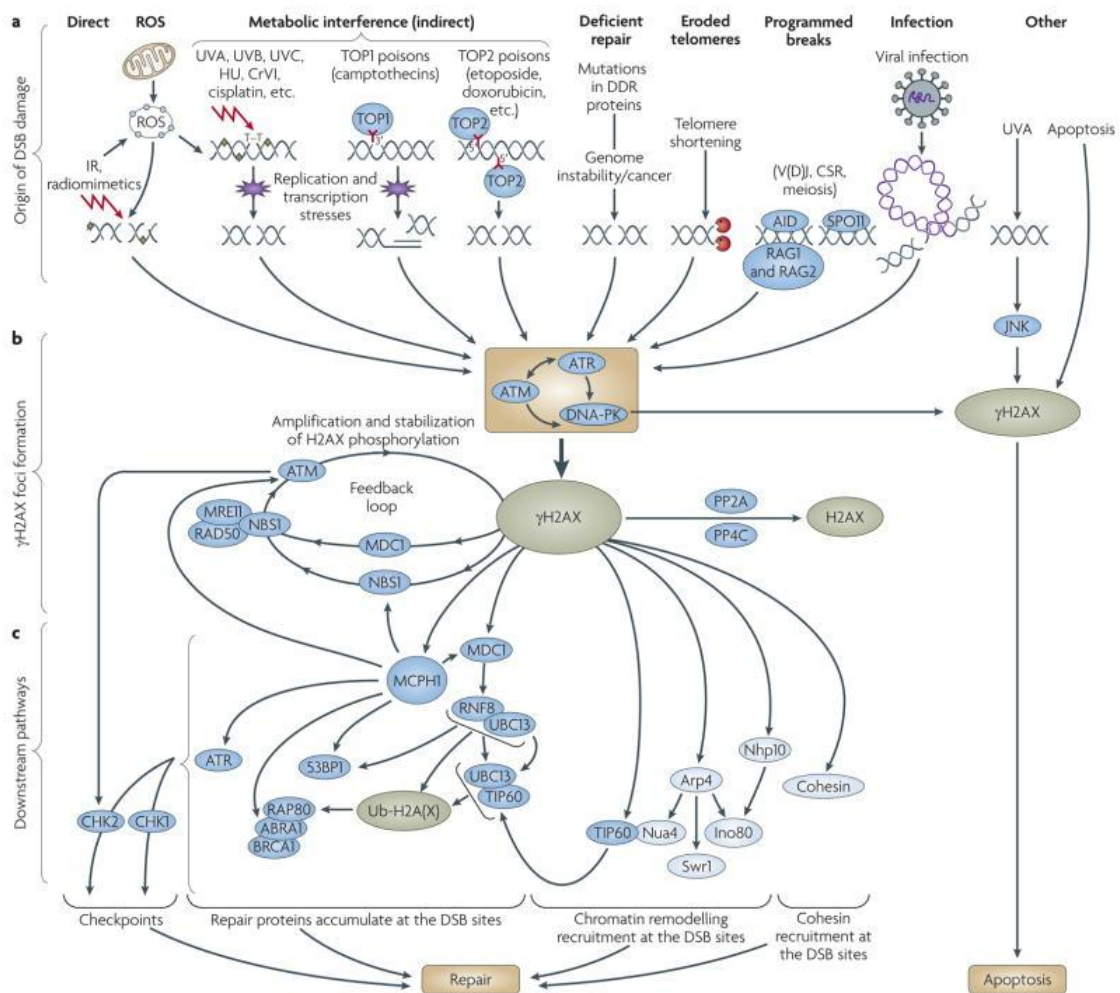 a
Direct
ROS
Metabolic interference (indirect)
Deficient
repair
Eroded
telomeres
Programmed
breaks
Infection
Other
UVA, UVB, UVC,
HU, CrVI,
cisplatin, etc.
TOP1 poisons
(camptothecins)
TOP2 poisons
(etoposide,
doxorubicin,
etc.)
Mutations
in DDR
proteins
Viral infection
ROS
T–T
TOP1
3'
TOP2
5'
5'
TOP2
Telomere
shortening
UVA
Apoptosis
IR,
radiomimetics
Replication and
transcription
stresses
Genome
instability/cancer
(V(D)J, CSR,
meiosis)
AID
SPO11
RAG1
and RAG2
Origin of DSB damage
JNK
b
ATR
ATM
DNA-PK
γH2AX
Amplification and stabilization
of H2AX phosphorylation
ATM
Feedback
loop
MRE11
RAD50
NBS1
MDC1
NBS1
γH2AX
PP2A
PP4C
H2AX
γH2AX foci formation
c
MCPH1
MDC1
RNF8
UBC13
ATR
53BP1
UBC13
TIP60
Nhp10
Arp4
Cohesin
CHK2
CHK1
RAP80
ABRA1
BRCA1
Ub-H2A(X)
TIP60
Nua4
Ino80
Swr1
Downstream pathways
Checkpoints
Repair proteins accumulate at the DSB sites
Chromatin remodelling
recruitment at the DSB sites
Cohesin
recruitment at
the DSB sites
Repair
Apoptosis